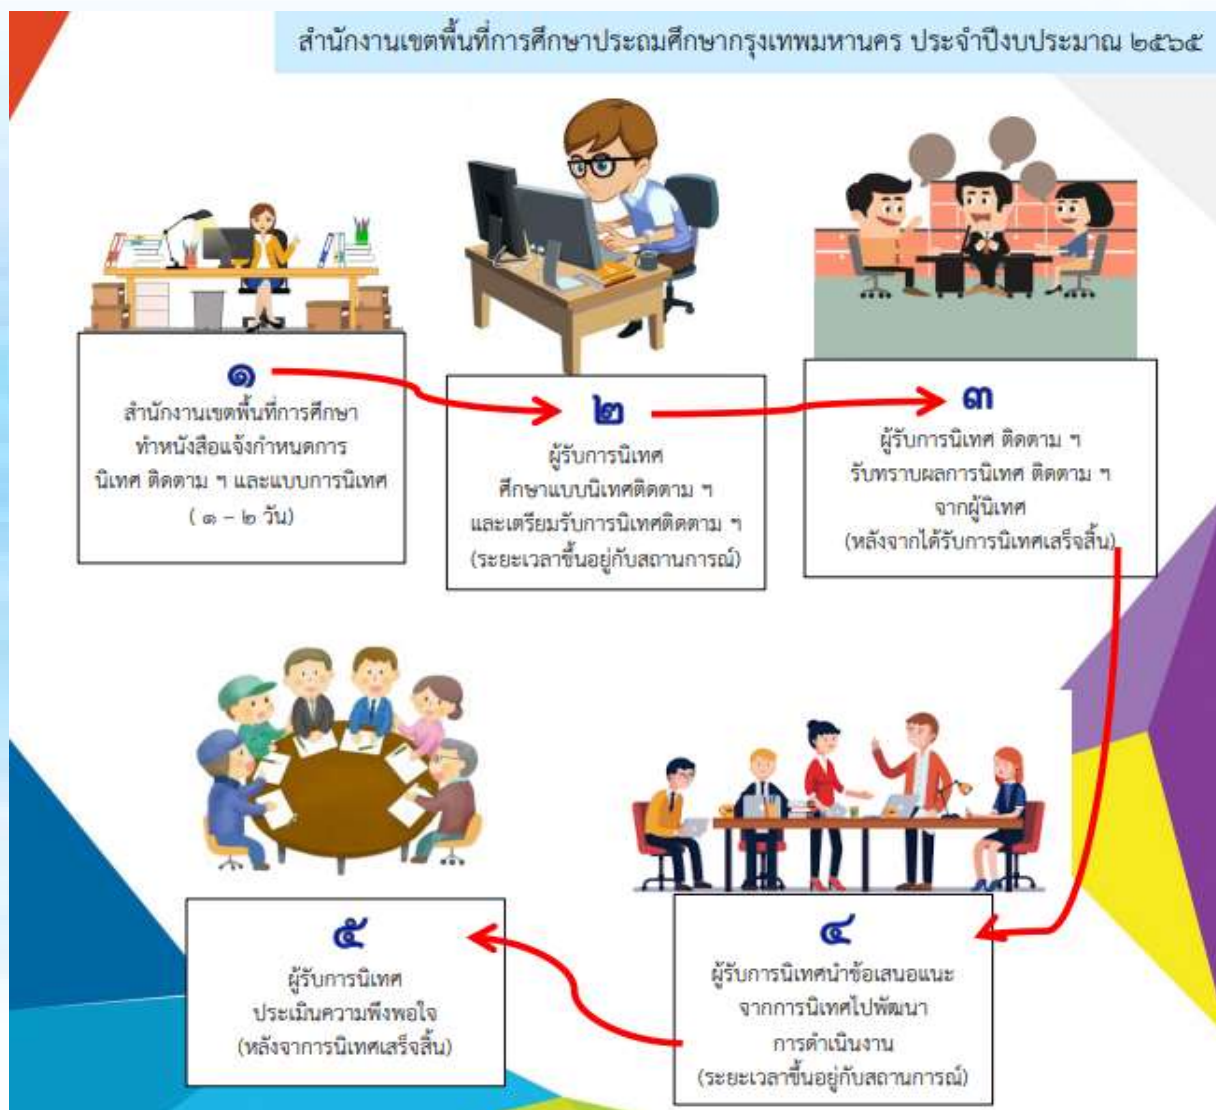 สำนักงานเขตพื้นที่การศึกษาประถมศึกษากรุงเทพมหานคร ประจำปีงบประมาณ ๒๕๖๕
๑
สำนักงานเขตพื้นที่การศึกษา
ทำหนังสือแจ้งกำหนดการ
นิเทศ ติดตาม ฯ และแบบการนิเทศ
( ๑ – ๒ วัน)
๒
ผู้รับการนิเทศ
ศึกษาแบบนิเทศติดตาม ฯ
และเตรียมรับการนิเทศติดตาม ฯ
(ระยะเวลาขึ้นอยู่กับสถานการณ์)
๓
ผู้รับการนิเทศ ติดตาม ฯ
รับทราบผลการนิเทศ ติดตาม ฯ
จากผู้นิเทศ
(หลังจากได้รับการนิเทศเสร็จสิ้น)
๔
ผู้รับการนิเทศนำข้อเสนอแนะ
จากการนิเทศไปพัฒนา
การดำเนินงาน
(ระยะเวลาขึ้นอยู่กับสถานการณ์)
๕
ผู้รับการนิเทศ
ประเมินความพึงพอใจ
(หลังจาการนิเทศเสร็จสิ้น)